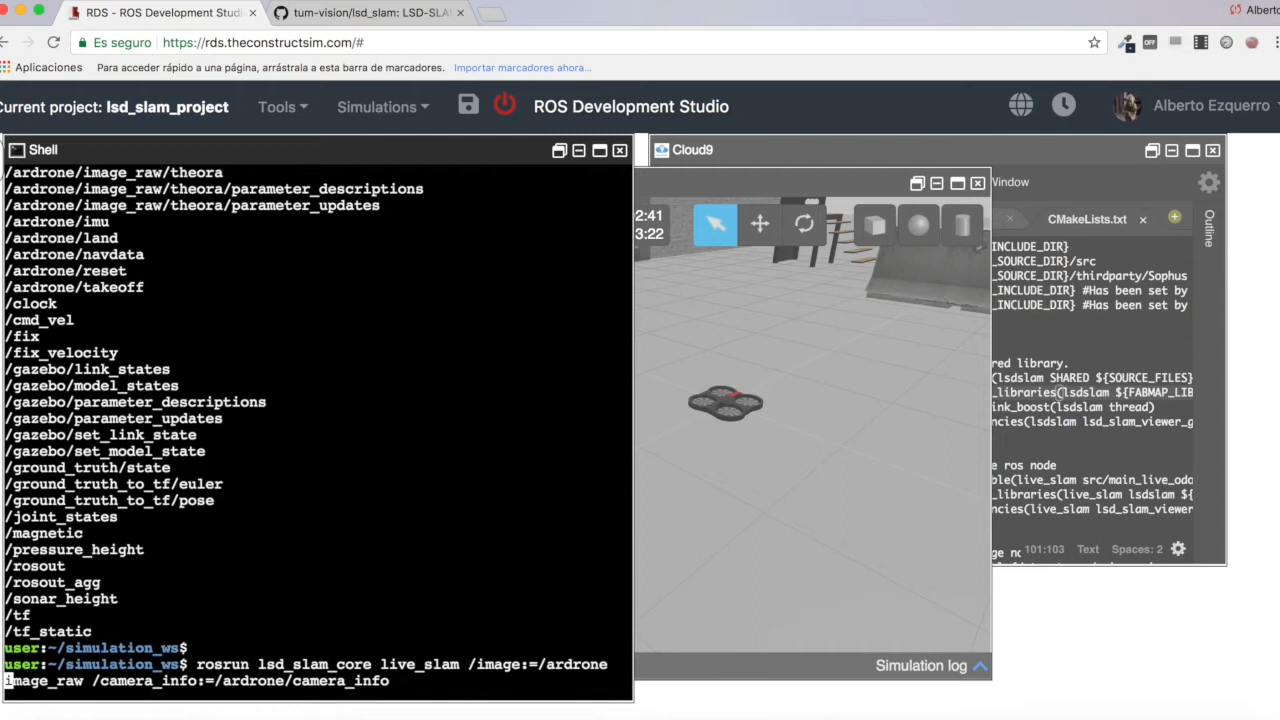 RDS - ROS Development Studi
tum-vision/lsd_slam: LSD-SLA
Alberto
Es seguro
https://rds.theconstructsim.com/#
OFF
Aplicaciones
Para acceder rápido a una página, arrástrala a esta barra de marcadores.
Importar marcadores ahora...
Current project: lsd_slam_project
Tools
Simulations
ROS Development Studio
Alberto Ezquerro
Shell
/ardrone/image_raw/theora
/ardrone/image_raw/theora/parameter_descriptions
/ardrone/image_raw/theora/parameter_updates
/ardrone/imu
/ardrone/land
/ardrone/navdata
/ardrone/reset
/ardrone/takeoff
/clock
/cmd_vel
/fix
/fix_velocity
/gazebo/link_states
/gazebo/model_states
/gazebo/parameter_descriptions
/gazebo/parameter_updates
/gazebo/set_link_state
/gazebo/set_model_state
/ground_truth/state
/ground_truth_to_tf/euler
/ground_truth_to_tf/pose
/joint_states
/magnetic
/pressure_height
/rosout
/rosout_agg
/sonar_height
/tf
/tf_static
user:~/simulation_ws$
user:~/simulation_ws$ rosrun lsd_slam_core live_slam /image:=/ardrone
image_raw /camera_info:=/ardrone/camera_info
2:41
3:22
Simulation log
Cloud9
Window
CMakeLists.txt
Outline
_INCLUDE_DIR}
_SOURCE_DIR}/src
_SOURCE_DIR}/thirdparty/Sophus
_INCLUDE_DIR} #Has been set by
_INCLUDE_DIR} #Has been set by
red library.
(lsdslam SHARED ${SOURCE_FILES}
_libraries(lsdslam ${FABMAP_LIB
ink_boost(lsdslam thread)
ncies(lsdslam lsd_slam_viewer_g
e ros node
ble(live_slam src/main_live_odo
_libraries(live_slam lsdslam ${
ncies(live_slam lsd_slam_viewer
101:103
Text
Spaces: 2